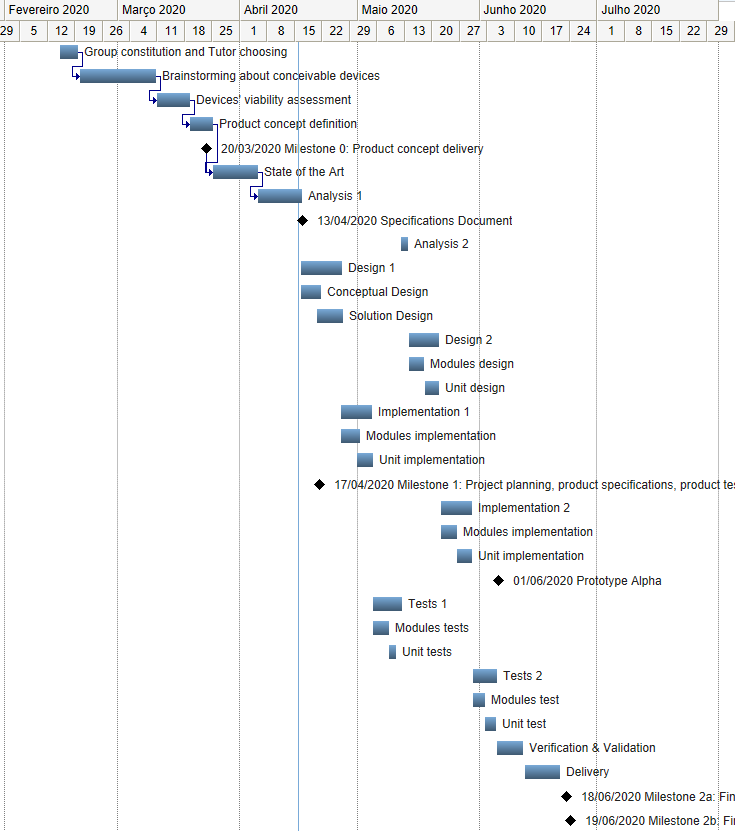 Fevereiro 2020 Março 2020 Abril 2020 Maio 2020 Junho 2020 Julho 2020
29 5 12 19 26 4 11 18 25 1 8 15 22 29 6 13 20 27 3 10 17 24 1 8 15 22 29
Group constitution and Tutor choosing
Brainstorming about conceivable devices
Devices' viability assessment
Product concept definition
20/03/2020 Milestone 0: Product concept delivery
State of the Art
Analysis 1
13/04/2020 Specifications Document
Analysis 2
Design 1
Conceptual Design
Solution Design
Design 2
Modules design
Unit design
Implementation 1
Modules implementation
Unit implementation
17/04/2020 Milestone 1: Project planning, product specifications, product tes
Implementation 2
Modules implementation
Unit implementation
01/06/2020 Prototype Alpha
Tests 1
Modules tests
Unit tests
Tests 2
Modules test
Unit test
Verification & Validation
Delivery
18/06/2020 Milestone 2a: Fin
19/06/2020 Milestone 2b: Fi